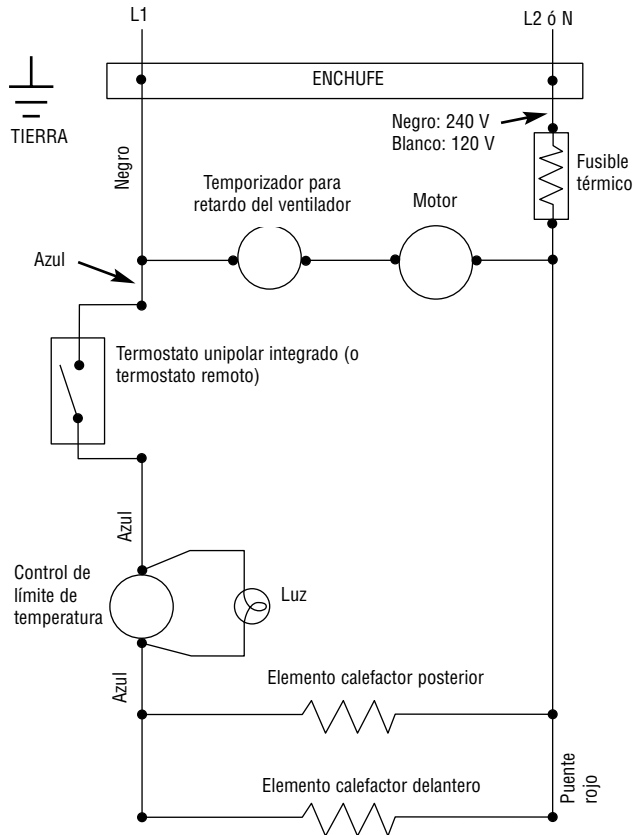 L1
L2 ó N
ENCHUFE
TIERRA
Negro: 240 V
Blanco: 120 V
Fusible
térmico
Negro
Temporizador para
retardo del ventilador
Motor
Azul
Termostato unipolar integrado (o
termostato remoto)
Azul
Control de
límite de
temperatura
Luz
Azul
Elemento calefactor posterior
Elemento calefactor delantero
Puente
rojo